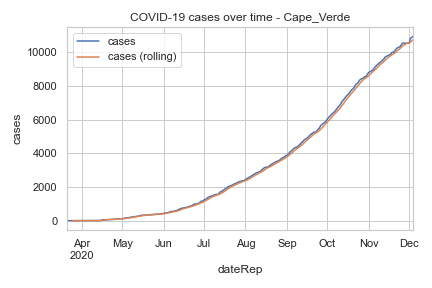 COVID-19 cases over time - Cape_Verde
cases
cases (rolling)
10000
8000
6000
4000
2000
0
cases
Apr May Jun Jul Aug Sep Oct Nov Dec
2020
dateRep